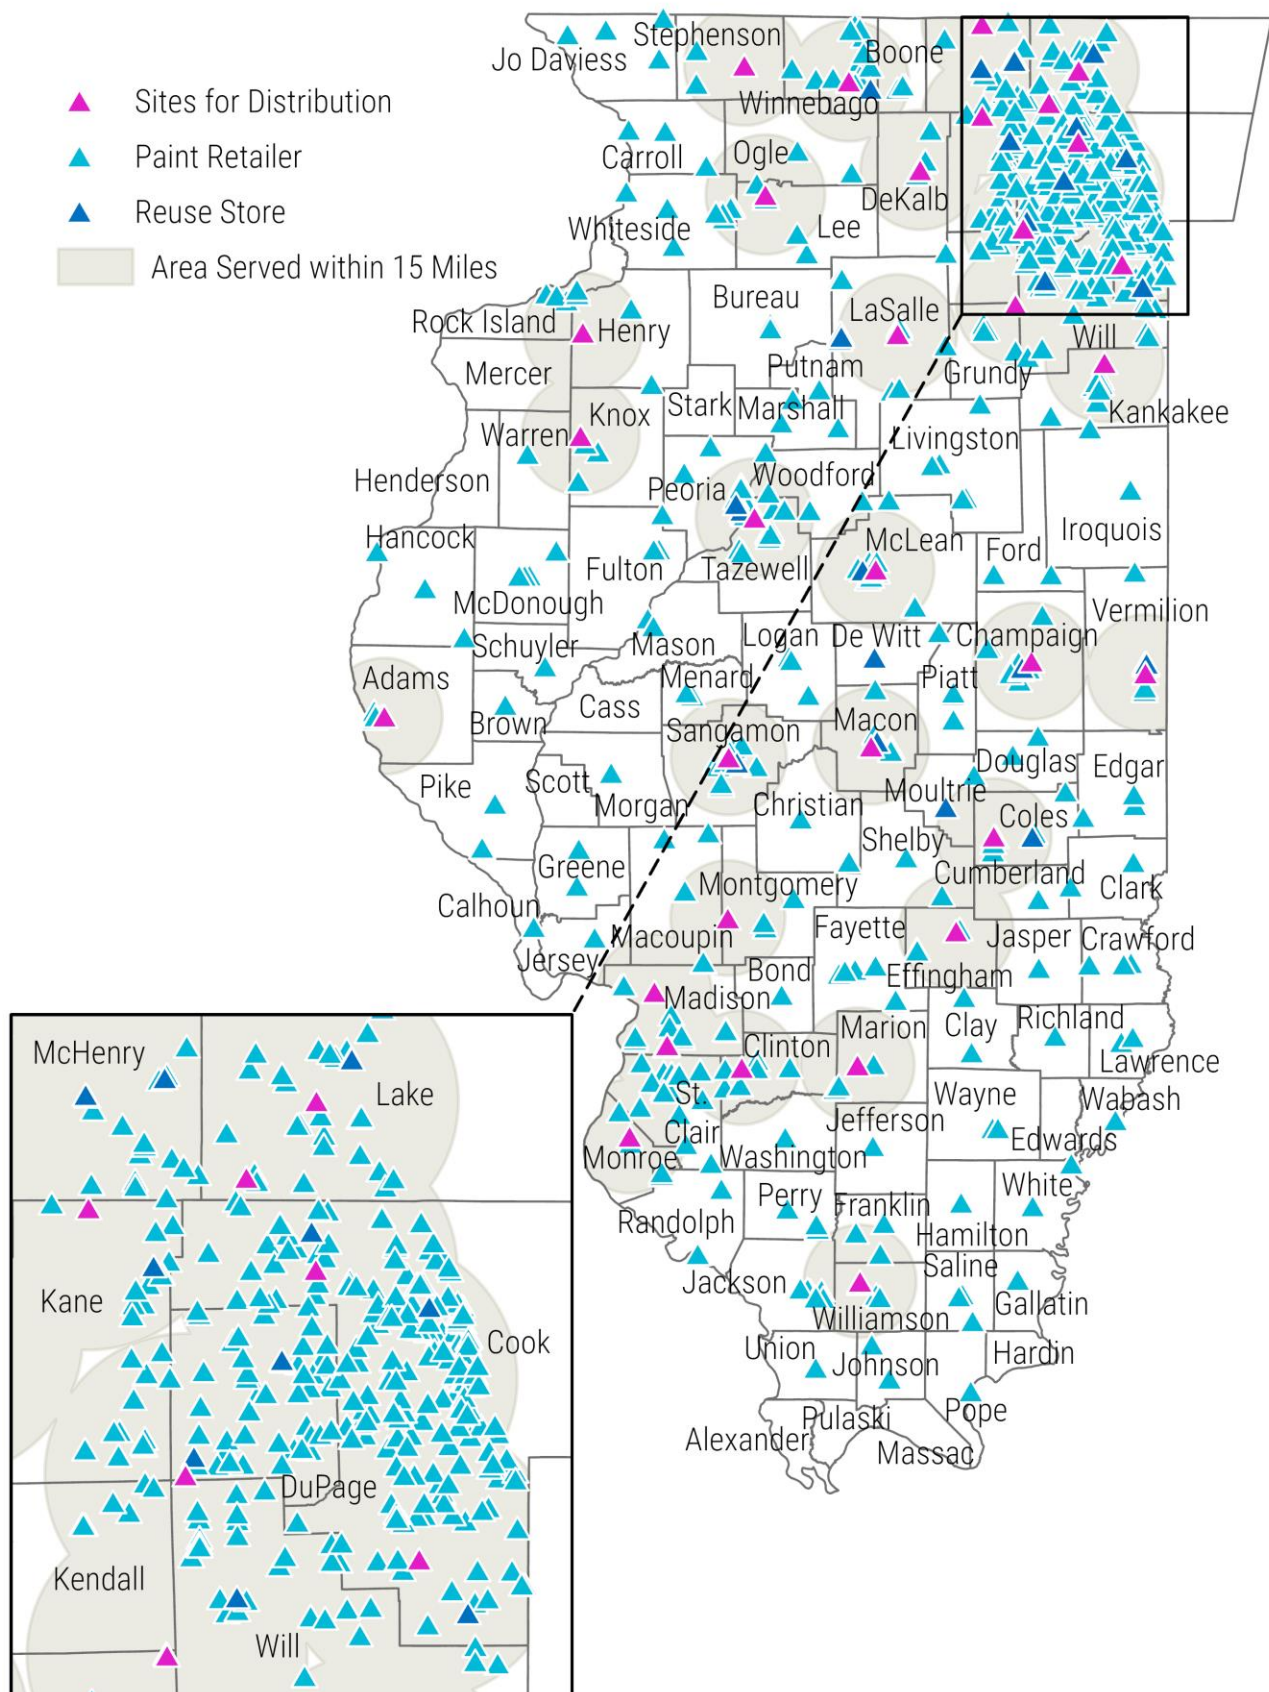 Sites for Distribution
Paint Retailer
Reuse Store
Area Served within 15 Miles
Jo Daviess
Stephenson
Boone
Winnebago
Carroll
Ogle
DeKalb
Whiteside
Lee
Bureau
LaSalle
Rock Island
Henry
Will
Putnam
Mercer
Grundy
Stark
Marshall
Knox
Kankakee
Warren
Livingston
Henderson
Peoria
Woodford
Iroquois
Hancock
McLean
Ford
Fulton
Tazewell
McDonough
Vermilion
Schuyler
Mason
Logan
De Witt
Champaign
Adams
Menard
Piatt
Cass
Brown
Sangamon
Macon
Douglas
Edgar
Pike
Scott
Morgan
Christian
Moultrie
Coles
Shelby
Greene
Cumberland
Clark
Montgomery
Calhoun
Fayette
Jersey
Macoupin
Jasper
Crawford
Bond
Effingham
Madison
Marion
Clay
Richland
Clinton
Lawrence
St.
Clair
Wayne
Wabash
Jefferson
Edwards
Monroe
Washington
White
Perry
Franklin
Randolph
Hamilton
Saline
Jackson
Gallatin
Williamson
Union
Johnson
Hardin
Pulaski
Pope
Alexander
Massac
McHenry
Lake
Kane
Cook
DuPage
Kendall
Will